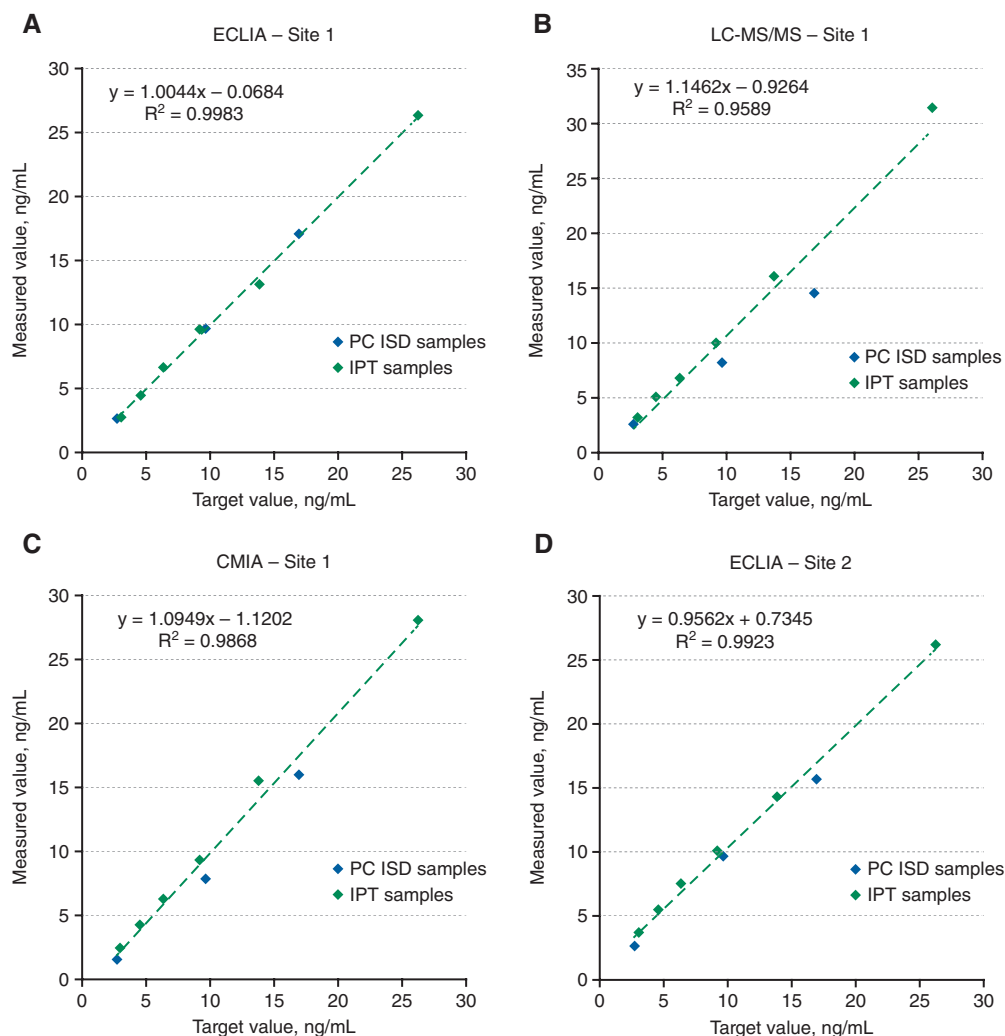 A
ECLIA – Site 1
y = 1.0044x – 0.0684
R² = 0.9983
Measured value, ng/mL
30
25
20
15
10
5
0
PC ISD samples
IPT samples
0 5 10 15 20 25 30
Target value, ng/mL
B
LC-MS/MS – Site 1
y = 1.1462x – 0.9264
R² = 0.9589
Measured value, ng/mL
35
30
25
20
15
10
5
0
PC ISD samples
IPT samples
0 5 10 15 20 25 30
Target value, ng/mL
C
CMIA – Site 1
y = 1.0949x – 1.1202
R² = 0.9868
Measured value, ng/mL
30
25
20
15
10
5
0
PC ISD samples
IPT samples
0 5 10 15 20 25 30
Target value, ng/mL
D
ECLIA – Site 2
y = 0.9562x + 0.7345
R² = 0.9923
Measured value, ng/mL
30
25
20
15
10
5
0
PC ISD samples
IPT samples
0 5 10 15 20 25 30
Target value, ng/mL